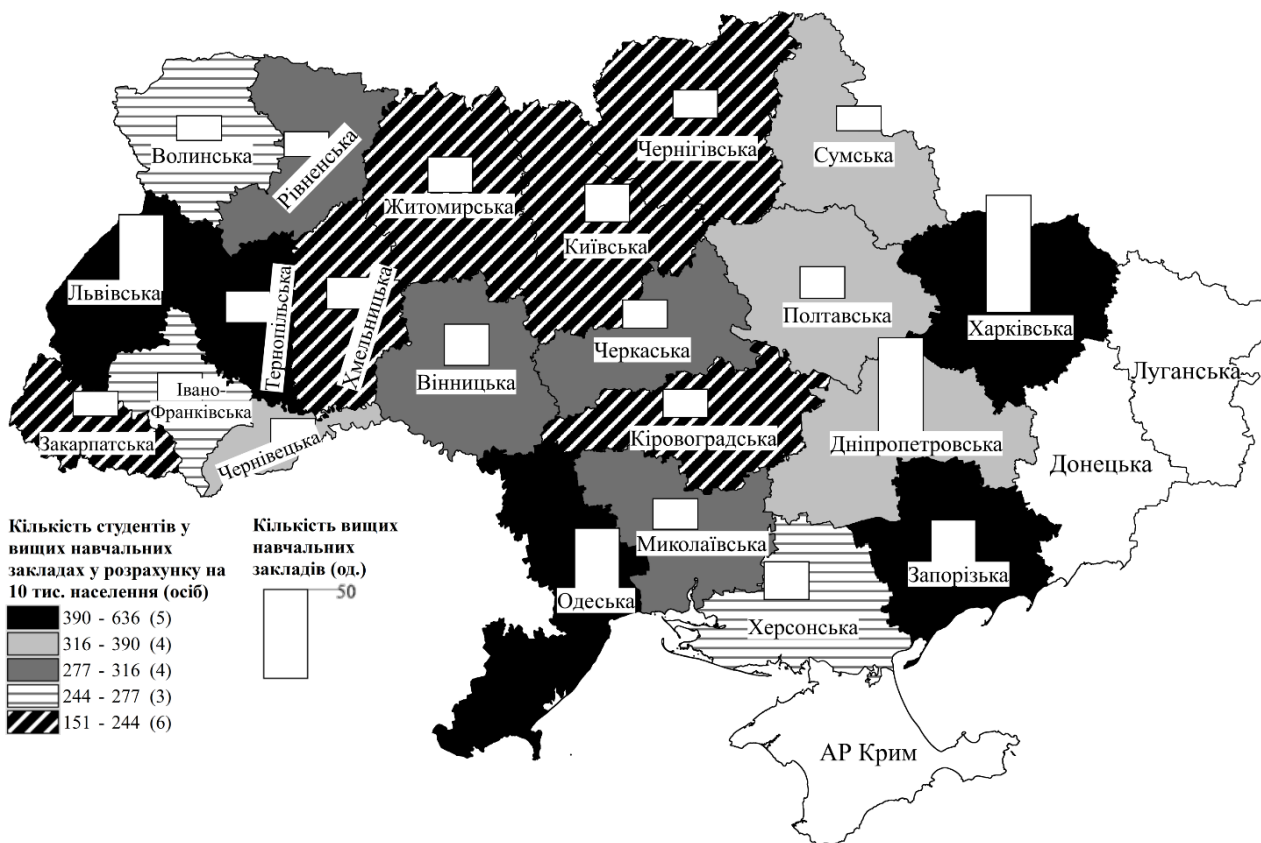 Волинська
Рівненська
Житомирська
Київська
Чернігівська
Сумська
Львівська
Тернопільська
Хмельницька
Вінницька
Черкаська
Полтавська
Харківська
Луганська
Закарпатська
Івано-
Франківська
Чернівецька
Кіровоградська
Дніпропетровська
Донецька
Одеська
Миколаївська
Запорізька
Херсонська
АР Крим
Кількість студентів у
вищих навчальних
закладах у розрахунку на
10 тис. населення (осіб)
390 - 636 (5)
316 - 390 (4)
277 - 316 (4)
244 - 277 (3)
151 - 244 (6)
Кількість вищих
навчальних
закладів (од.)
50